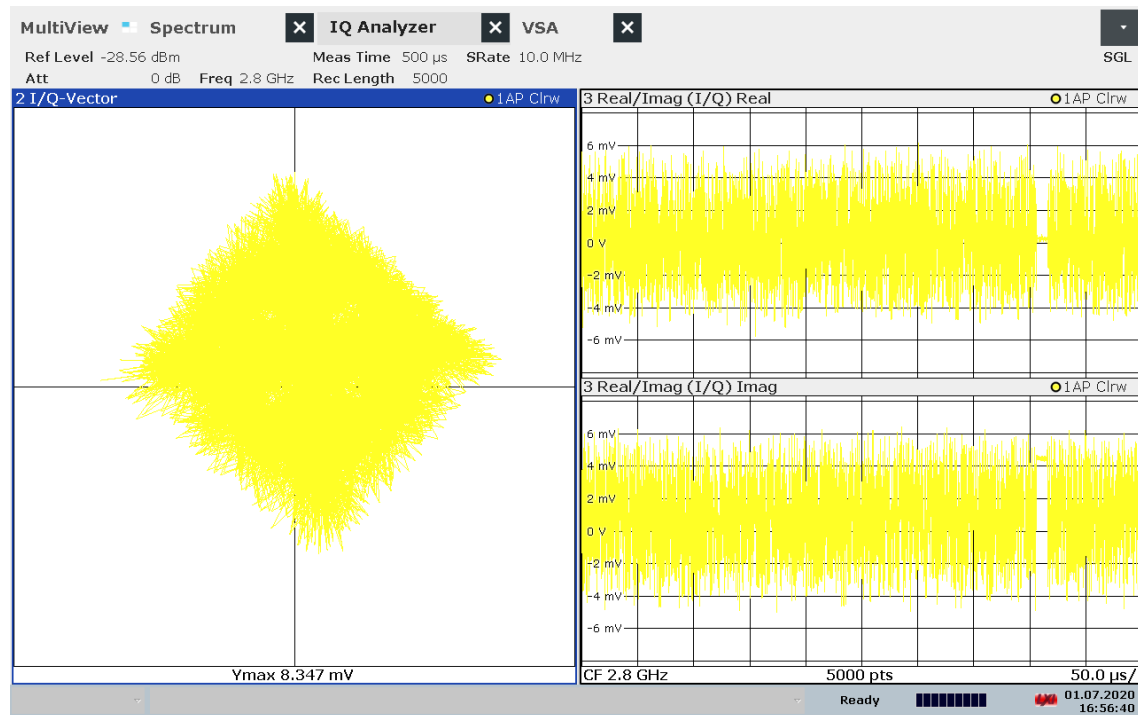 MultiView Spectrum X IQ Analyzer X VSA X
Ref Level -28.56 dBm Meas Time 500 µs SRate 10.0 MHz SGL
Att 0 dB Freq 2.8 GHz Rec Length 5000
2 I/Q-Vector 1AP Clrw
Ymax 8.347 mV
3 Real/Imag (I/Q) Real 1AP Clrw
6 mV
4 mV
2 mV
0 V
-2 mV
-4 mV
-6 mV
3 Real/Imag (I/Q) Imag 1AP Clrw
6 mV
4 mV
2 mV
0 V
-2 mV
-4 mV
-6 mV
CF 2.8 GHz 5000 pts 50.0 µs/
Ready 01.07.2020
16:56:40